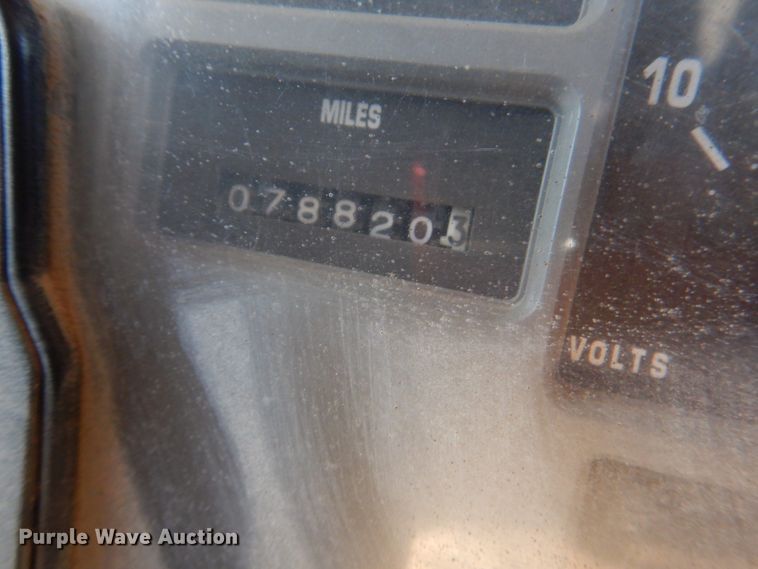 10
MILES
0788203
VOLTS
Purple Wave Auction